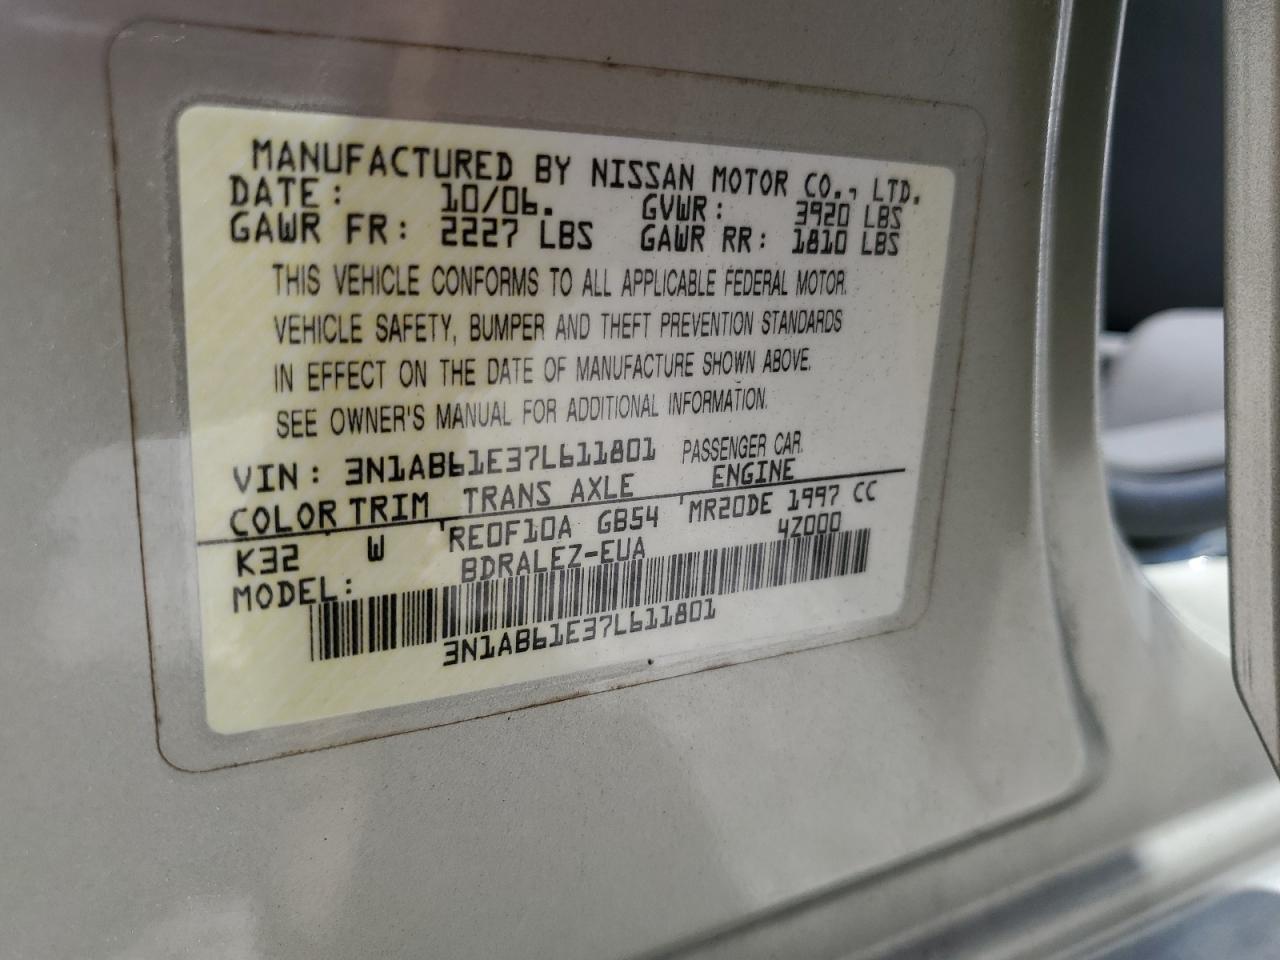 MANUFACTURED BY NISSAN MOTOR CO., LTD.
DATE: 10/06. GVWR: 3920 LBS
GAWR FR: 2227 LBS GAWR RR: 1810 LBS
THIS VEHICLE CONFORMS TO ALL APPLICABLE FEDERAL MOTOR
VEHICLE SAFETY, BUMPER AND THEFT PREVENTION STANDARDS
IN EFFECT ON THE DATE OF MANUFACTURE SHOWN ABOVE.
SEE OWNER'S MANUAL FOR ADDITIONAL INFORMATION.
VIN: 3N1AB61E37L611801 PASSENGER CAR.
COLOR TRIM TRANS AXLE ENGINE
K32 W RE0F10A GB54 MR20DE 1997 CC
MODEL: BDRALEZ-EUA 4Z000
3N1AB61E37L611801